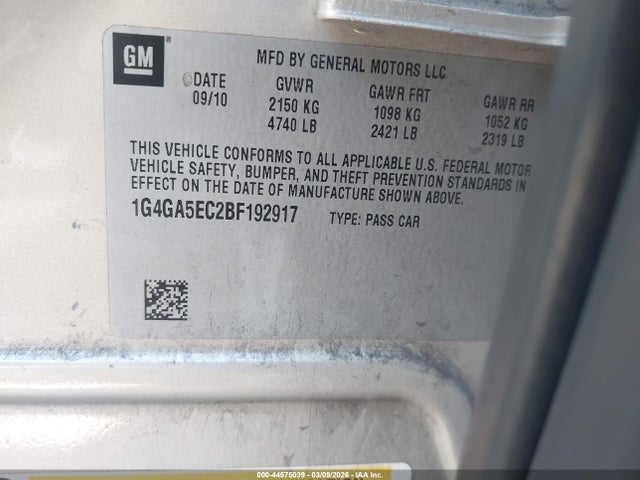 GM ®
MFD BY GENERAL MOTORS LLC
DATE GVWR GAWR FRT GAWR RR
09/10 2150 KG 1098 KG 1052 KG
4740 LB 2421 LB 2319 LB
THIS VEHICLE CONFORMS TO ALL APPLICABLE U.S. FEDERAL MOTOR
VEHICLE SAFETY, BUMPER, AND THEFT PREVENTION STANDARDS IN
EFFECT ON THE DATE OF MANUFACTURE SHOWN ABOVE.
1G4GA5EC2BF192917 TYPE: PASS CAR
000-44575039 - 03/09/2026 - IAA Inc.